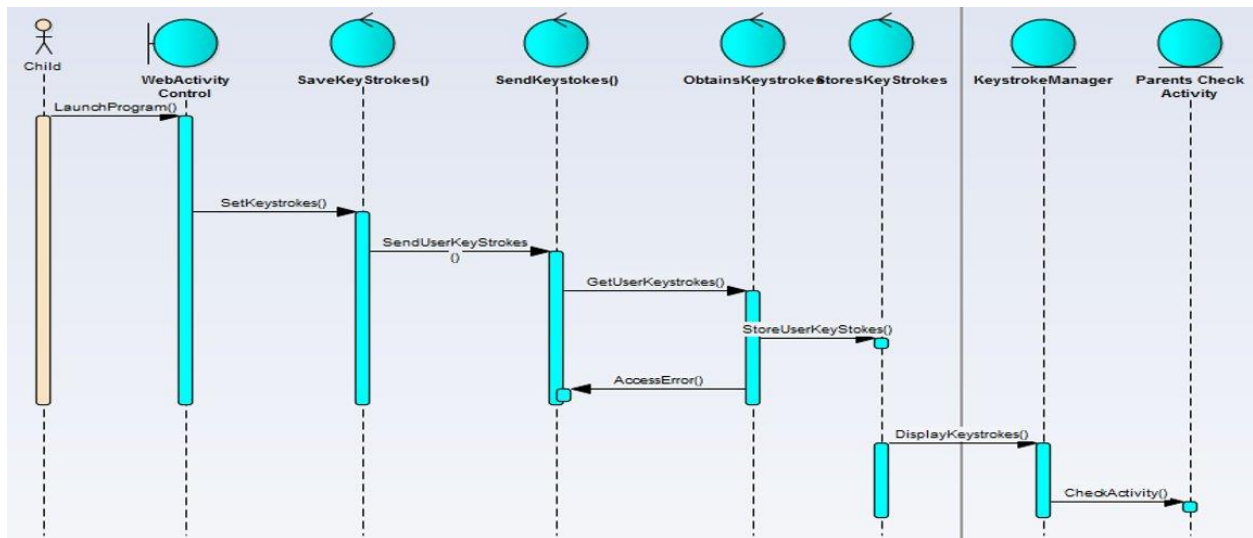 Child
WebActivity
Control
SaveKeyStrokes()
SendKeystokes()
ObtainsKeystrokes
StoresKeyStrokes
KeystrokeManager
Parents Check
Activity
LaunchProgram()
SetKeystrokes()
SendUserKeyStrokes
()
GetUserKeystrokes()
StoreUserKeyStokes()
AccessError()
DisplayKeystrokes()
CheckActivity()